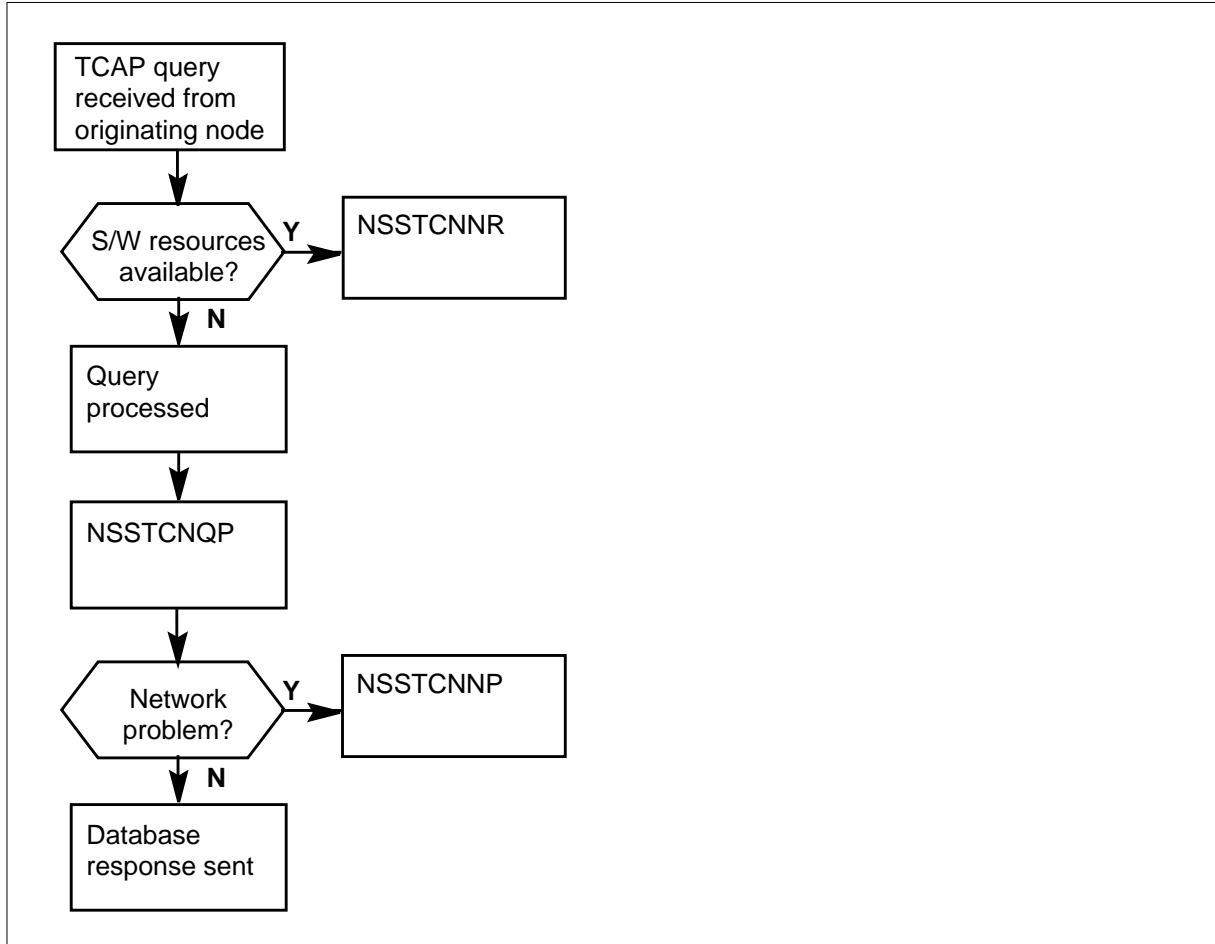 TCAP query
received from
originating node
S/W resources
available?
Y
NSSTCNNR
N
Query
processed
NSSTCNQP
Network
problem?
Y
NSSTCNNP
N
Database
response sent